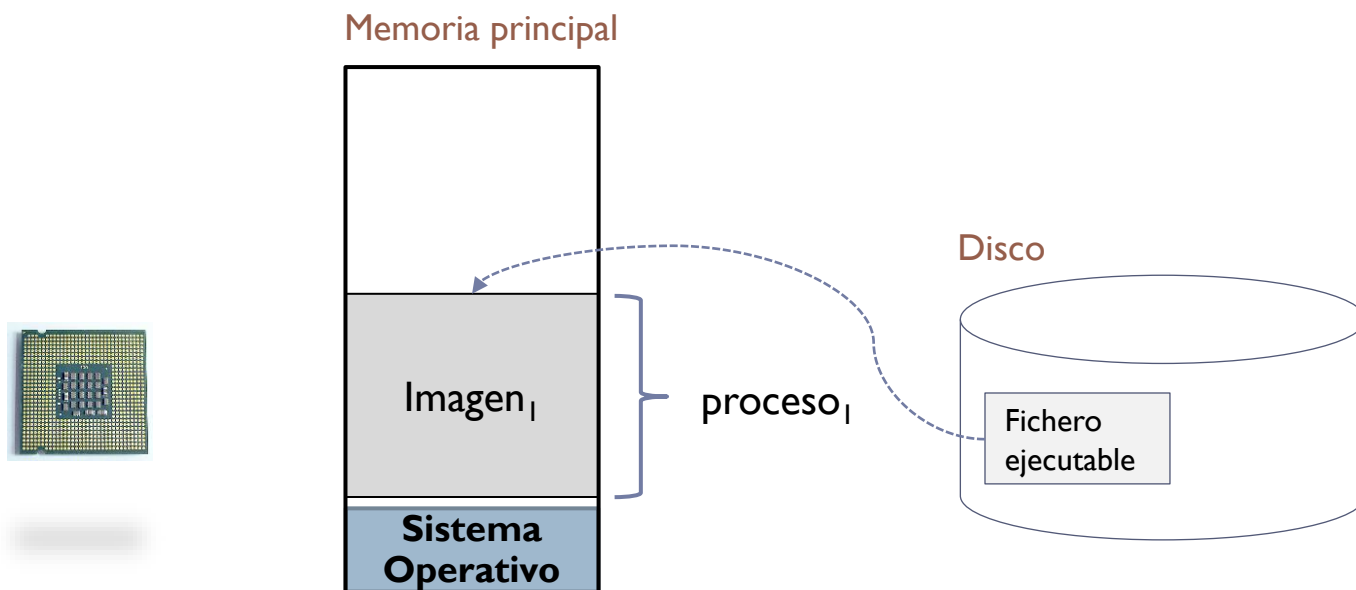 Memoria principal
Disco
Imagen₁
proceso₁
Fichero
ejecutable
Sistema
Operativo